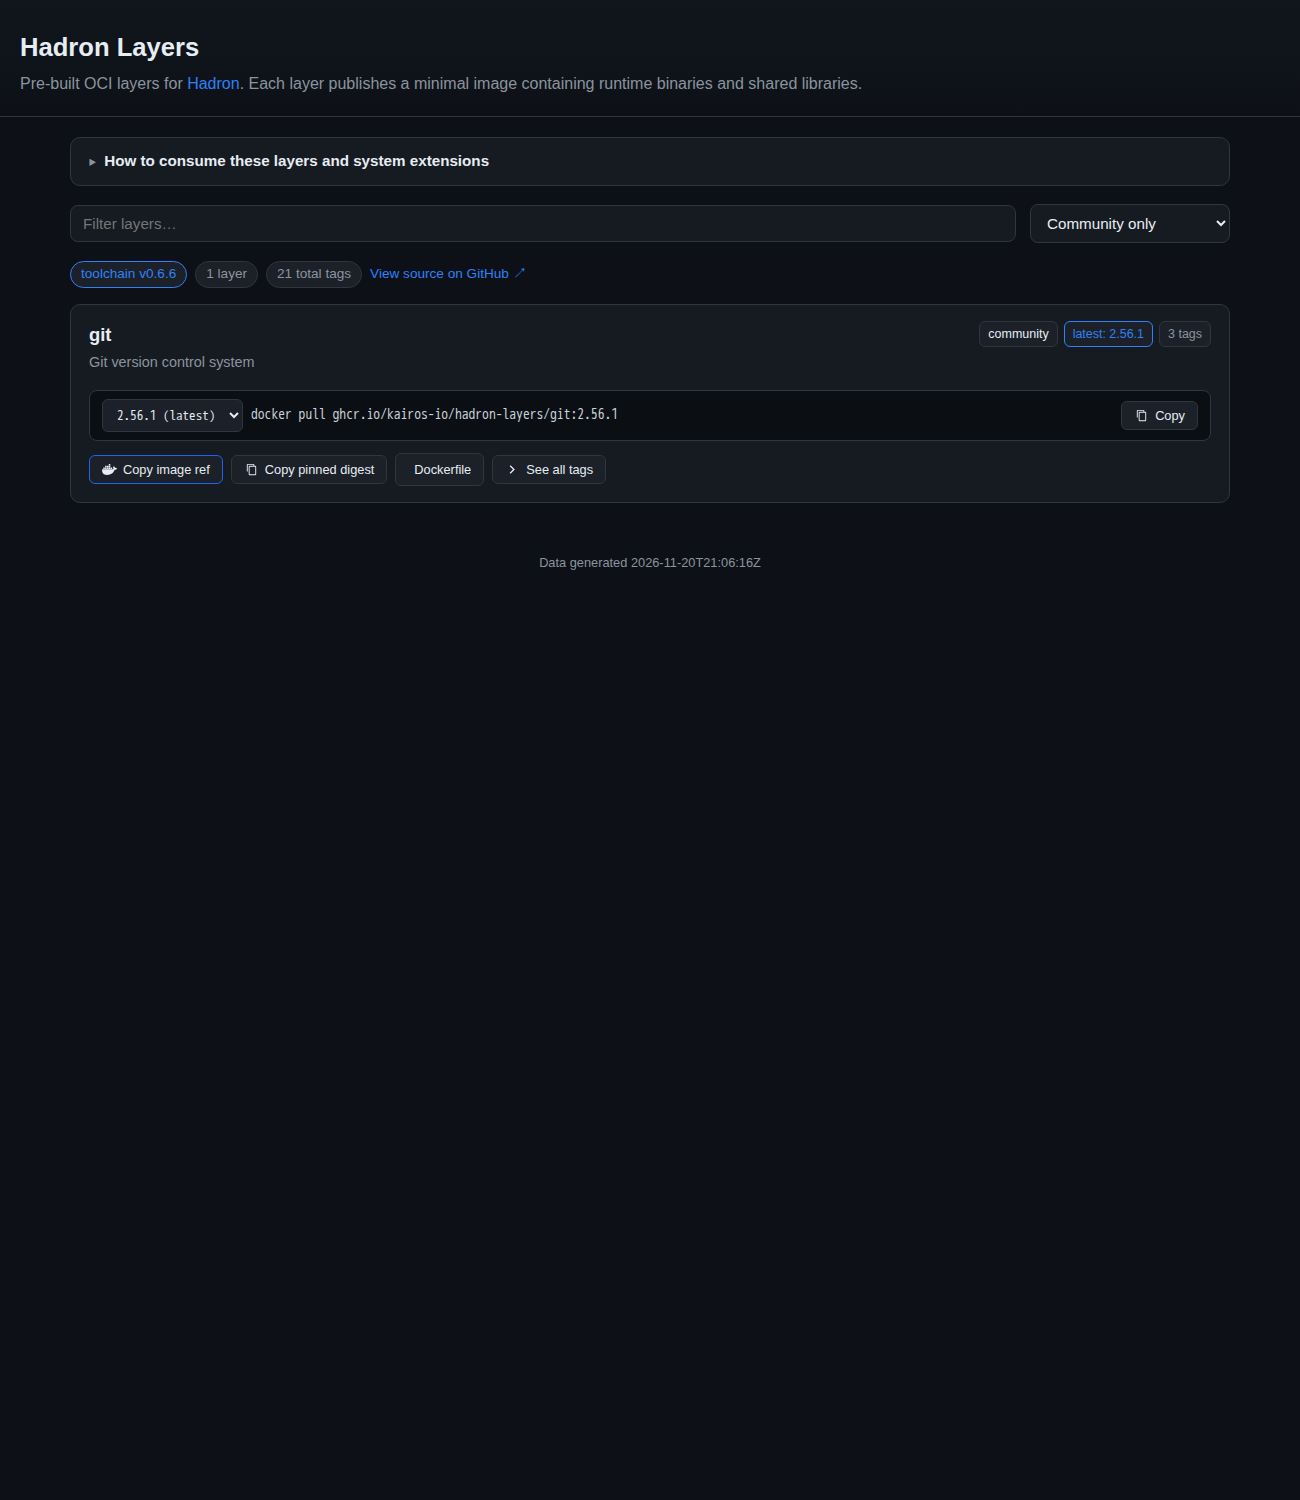 Hadron Layers
Pre-built OCI layers for Hadron. Each layer publishes a minimal image containing runtime binaries and shared libraries.
▸ How to consume these layers and system extensions
Filter layers…
Community only
toolchain v0.6.6
1 layer
21 total tags
View source on GitHub ↗
git
community
latest: 2.56.1
3 tags
Git version control system
2.56.1 (latest)
docker pull ghcr.io/kairos-io/hadron-layers/git:2.56.1
Copy
Copy image ref
Copy pinned digest
Dockerfile
See all tags
Data generated 2026-11-20T21:06:16Z